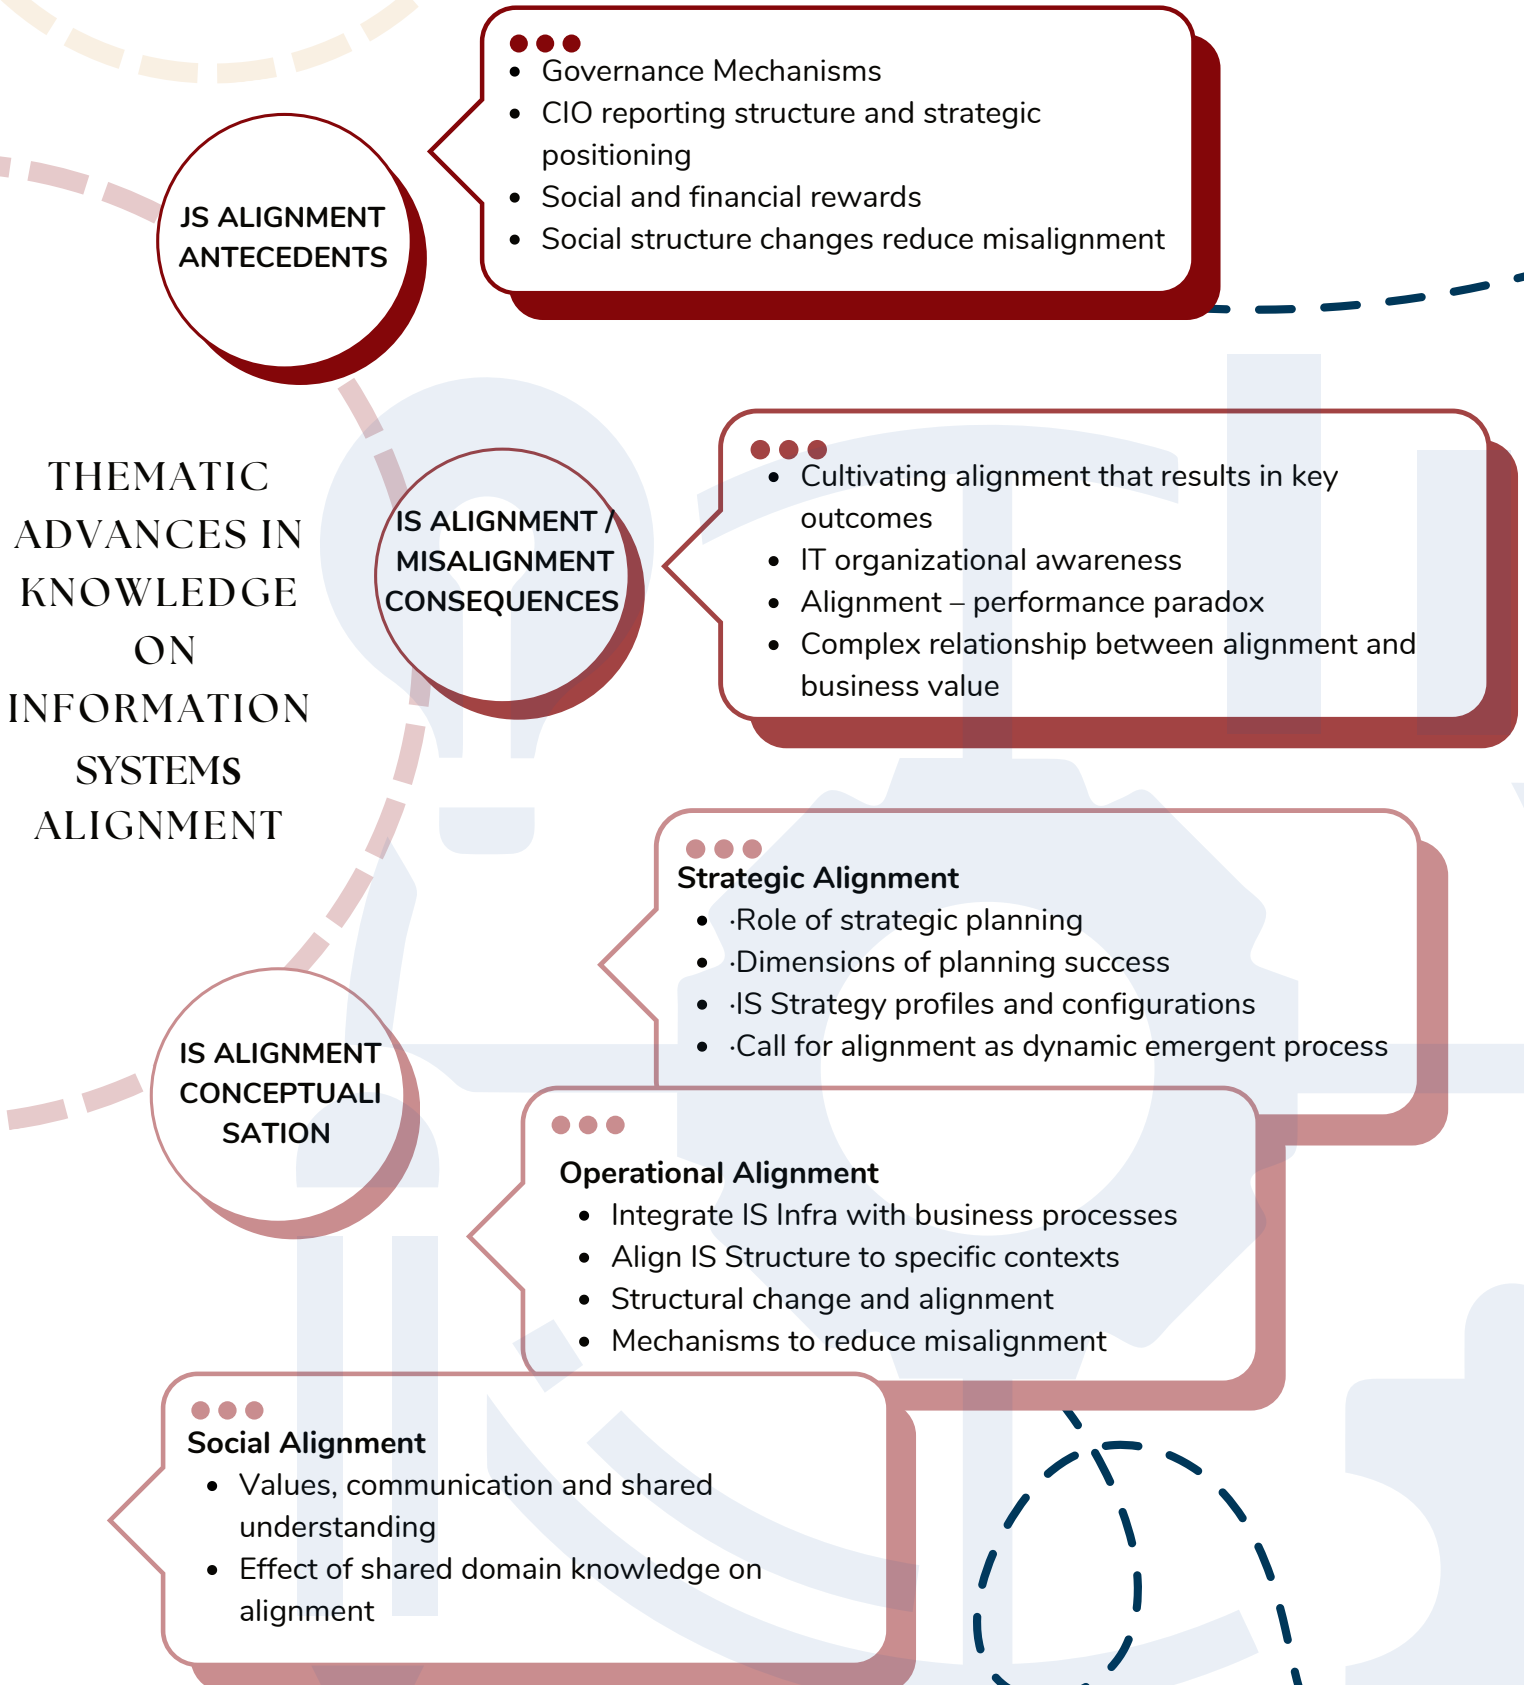 THEMATIC
ADVANCES IN
KNOWLEDGE
ON
INFORMATION
SYSTEMS
ALIGNMENT
JS ALIGNMENT
ANTECEDENTS
• Governance Mechanisms
• CIO reporting structure and strategic
positioning
• Social and financial rewards
• Social structure changes reduce misalignment
IS ALIGNMENT /
MISALIGNMENT
CONSEQUENCES
• Cultivating alignment that results in key
outcomes
• IT organizational awareness
• Alignment – performance paradox
• Complex relationship between alignment and
business value
IS ALIGNMENT
CONCEPTUALI
SATION
Strategic Alignment
• ·Role of strategic planning
• ·Dimensions of planning success
• ·IS Strategy profiles and configurations
• ·Call for alignment as dynamic emergent process
Operational Alignment
• Integrate IS Infra with business processes
• Align IS Structure to specific contexts
• Structural change and alignment
• Mechanisms to reduce misalignment
Social Alignment
• Values, communication and shared
understanding
• Effect of shared domain knowledge on
alignment